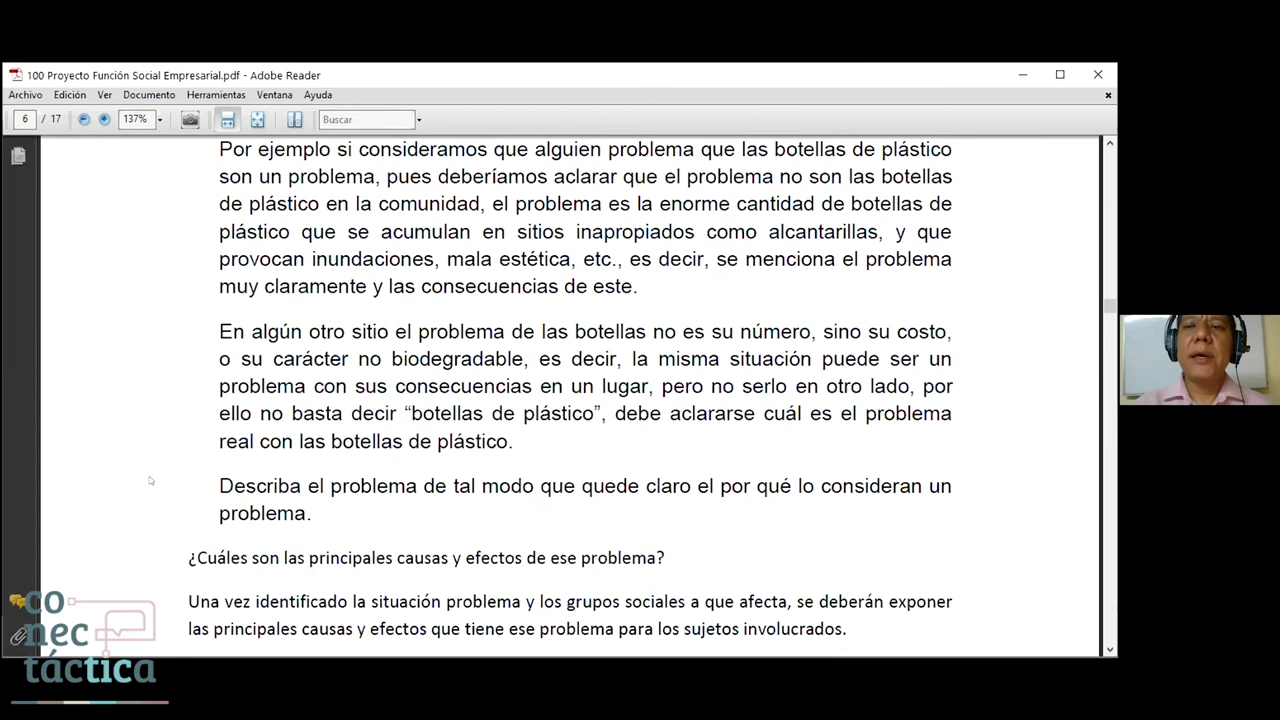 100 Proyecto Función Social Empresarial.pdf - Adobe Reader
Archivo Edición Ver Documento Herramientas Ventana Ayuda
6 / 17 137% Buscar
Por ejemplo si consideramos que alguien problema que las botellas de plástico
son un problema, pues deberíamos aclarar que el problema no son las botellas
de plástico en la comunidad, el problema es la enorme cantidad de botellas de
plástico que se acumulan en sitios inapropiados como alcantarillas, y que
provocan inundaciones, mala estética, etc., es decir, se menciona el problema
muy claramente y las consecuencias de este.
En algún otro sitio el problema de las botellas no es su número, sino su costo,
o su carácter no biodegradable, es decir, la misma situación puede ser un
problema con sus consecuencias en un lugar, pero no serlo en otro lado, por
ello no basta decir “botellas de plástico”, debe aclararse cuál es el problema
real con las botellas de plástico.
Describa el problema de tal modo que quede claro el por qué lo consideran un
problema.
¿Cuáles son las principales causas y efectos de ese problema?
Una vez identificado la situación problema y los grupos sociales a que afecta, se deberán exponer
las principales causas y efectos que tiene ese problema para los sujetos involucrados.
co
nec
táctica